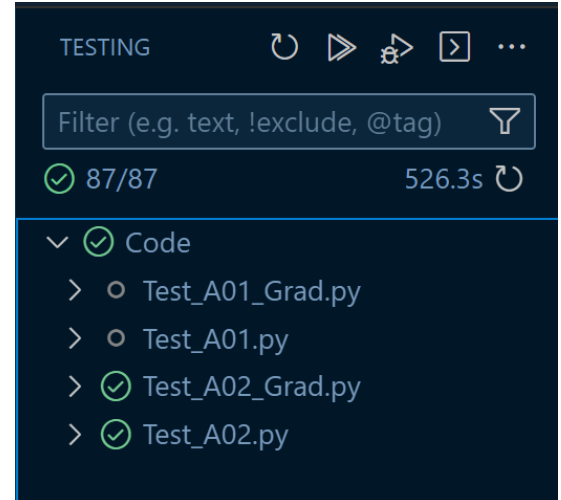 TESTING
Filter (e.g. text, !exclude, @tag)
87/87 526.3s
Code
Test_A01_Grad.py
Test_A01.py
Test_A02_Grad.py
Test_A02.py